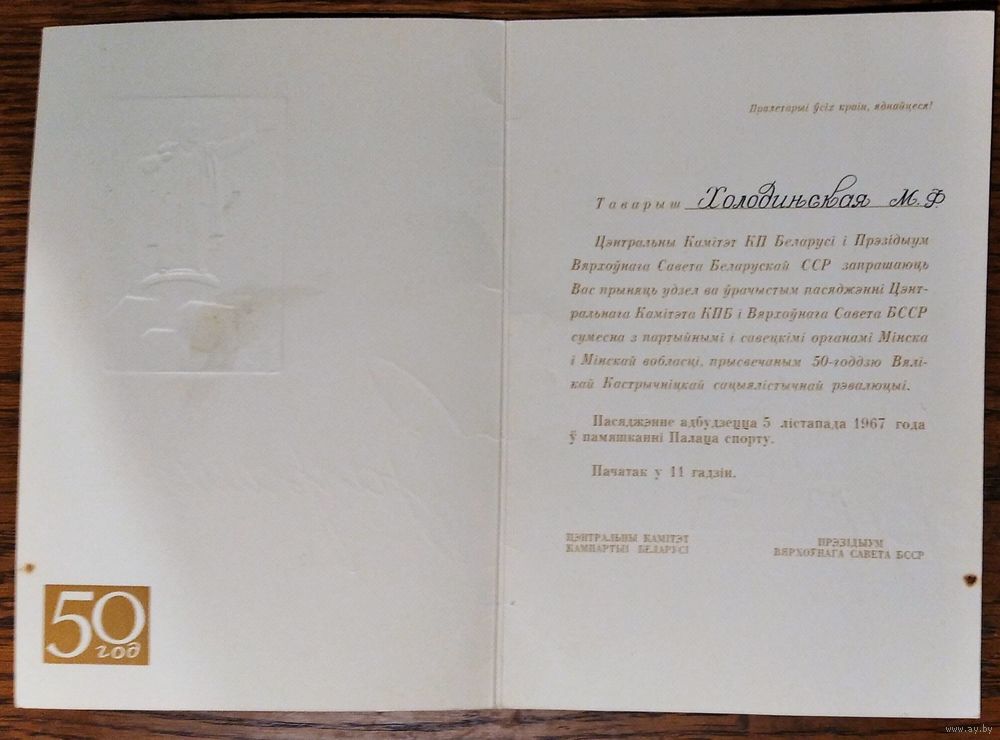 50
год
Пралетарыі ўсіх краін, яднайцеся!
Таварыш Холодинская М. Ф
Цэнтральны Камітэт КП Беларусі і Прэзідыум
Вярхоўнага Савета Беларускай ССР запрашаюць
Вас прыняць удзел ва ўрачыстым пасяджэнні Цэнт-
ральнага Камітэта КПБ і Вярхоўнага Савета БССР
сумесна з партыйнымі і савецкімі органамі Мінска
і Мінскай вобласці, прысвечаным 50-годдзю Вялі-
кай Кастрычніцкай сацыялістычнай рэвалюцыі.
Пасяджэнне адбудзецца 5 лістапада 1967 года
ў памяшканні Палаца спорту.
Пачатак у 11 гадзін.
ЦЭНТРАЛЬНЫ КАМІТЭТ
КАМПАРТЫІ БЕЛАРУСІ
ПРЭЗІДЫУМ
ВЯРХОЎНАГА САВЕТА БССР
www.ay.by